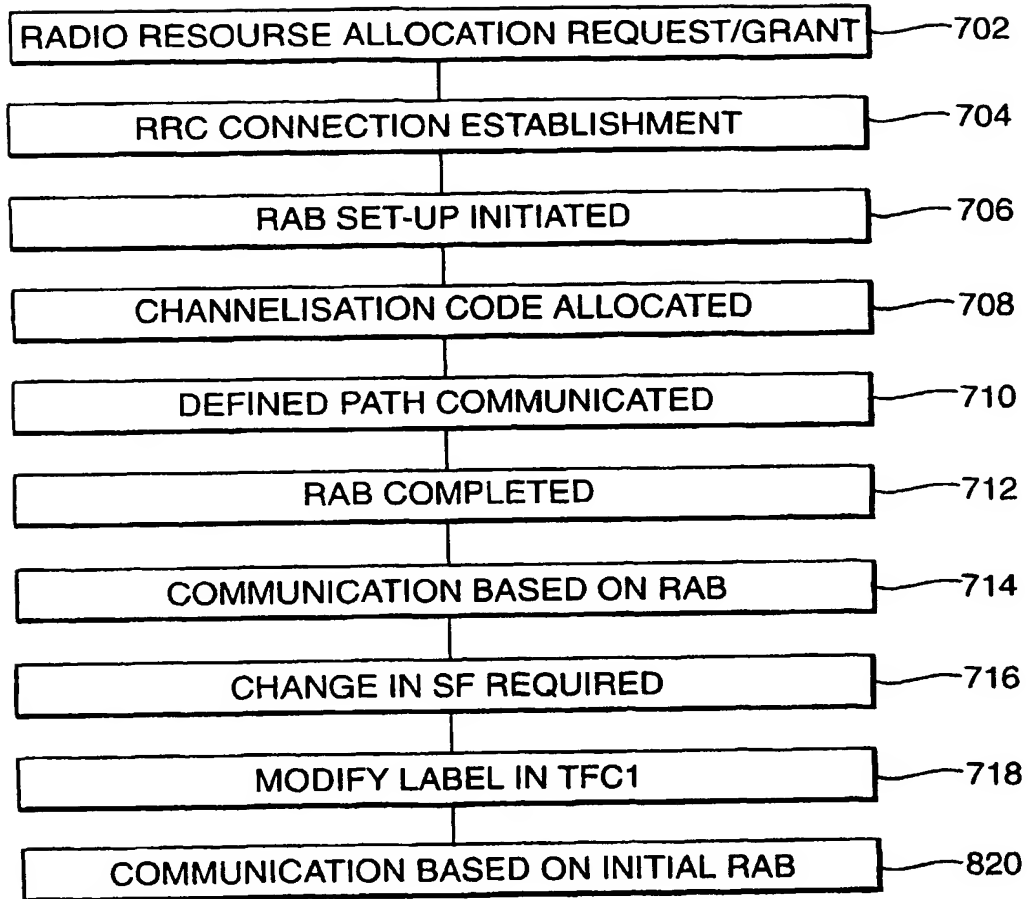 RADIO RESOURSE ALLOCATION REQUEST/GRANT 702
RRC CONNECTION ESTABLISHMENT 704
RAB SET-UP INITIATED 706
CHANNELISATION CODE ALLOCATED 708
DEFINED PATH COMMUNICATED 710
RAB COMPLETED 712
COMMUNICATION BASED ON RAB 714
CHANGE IN SF REQUIRED 716
MODIFY LABEL IN TFC1 718
COMMUNICATION BASED ON INITIAL RAB 820